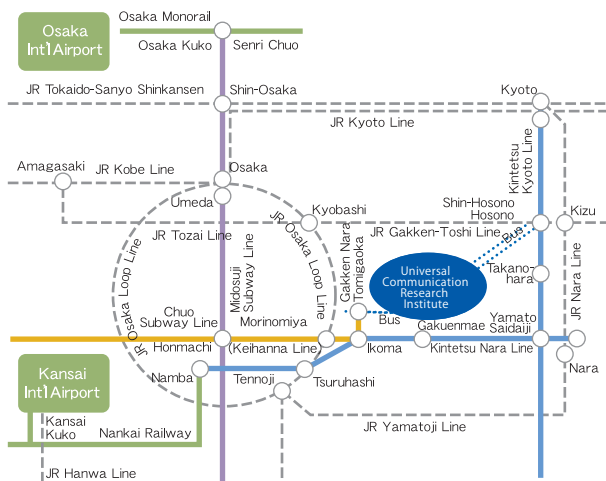 Osaka Monorail
Osaka
Int'l Airport
Osaka Kuko
Senri Chuo
JR Tokaido-Sanyo Shinkansen
Shin-Osaka
Kyoto
JR Kyoto Line
Kintetsu
Kyoto Line
Amagasaki
JR Kobe Line
Osaka
Umeda
Kyobashi
Shin-Hosono
Hosono
Kizu
JR Tozai Line
JR Osaka Loop Line
JR Gakken-Toshi Line
Bus
JR Osaka Loop Line
Midosuji
Subway Line
Gakken Nara
Tomigaoka
Universal
Communication
Research
Institute
Takano-
hara
JR Nara Line
Chuo
Subway Line
Morinomiya
Bus
Gakuenmae
Yamato
Saidaiji
Honmachi
(Keihanna Line)
Ikoma
Kintetsu Nara Line
Nara
Kansai
Int'l Airport
Namba
Tennoji
Tsuruhashi
Kansai
Kuko
Nankai Railway
JR Yamatoji Line
JR Hanwa Line